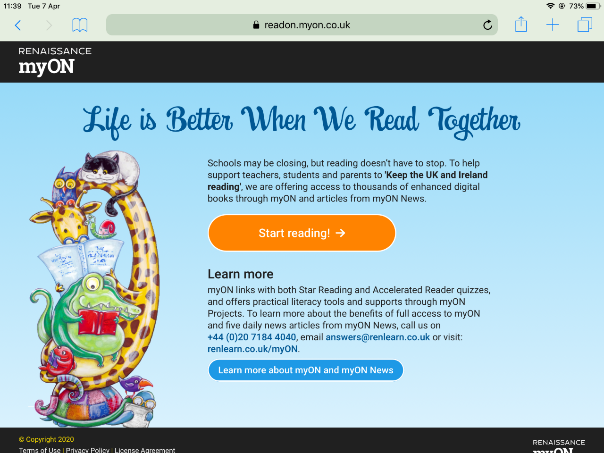 11:39 Tue 7 Apr
73%
readon.myon.co.uk
RENAISSANCE
myON
Life is Better When We Read Together
Schools may be closing, but reading doesn't have to stop. To help
support teachers, students and parents to 'Keep the UK and Ireland
reading', we are offering access to thousands of enhanced digital
books through myON and articles from myON News.
Start reading! →
Learn more
myON links with both Star Reading and Accelerated Reader quizzes,
and offers practical literacy tools and supports through myON
Projects. To learn more about the benefits of full access to myON
and five daily news articles from myON News, call us on
+44 (0)20 7184 4040, email answers@renlearn.co.uk or visit:
renlearn.co.uk/myON.
Learn more about myON and myON News
© Copyright 2020
Terms of Use | Privacy Policy | License Agreement
RENAISSANCE
myON